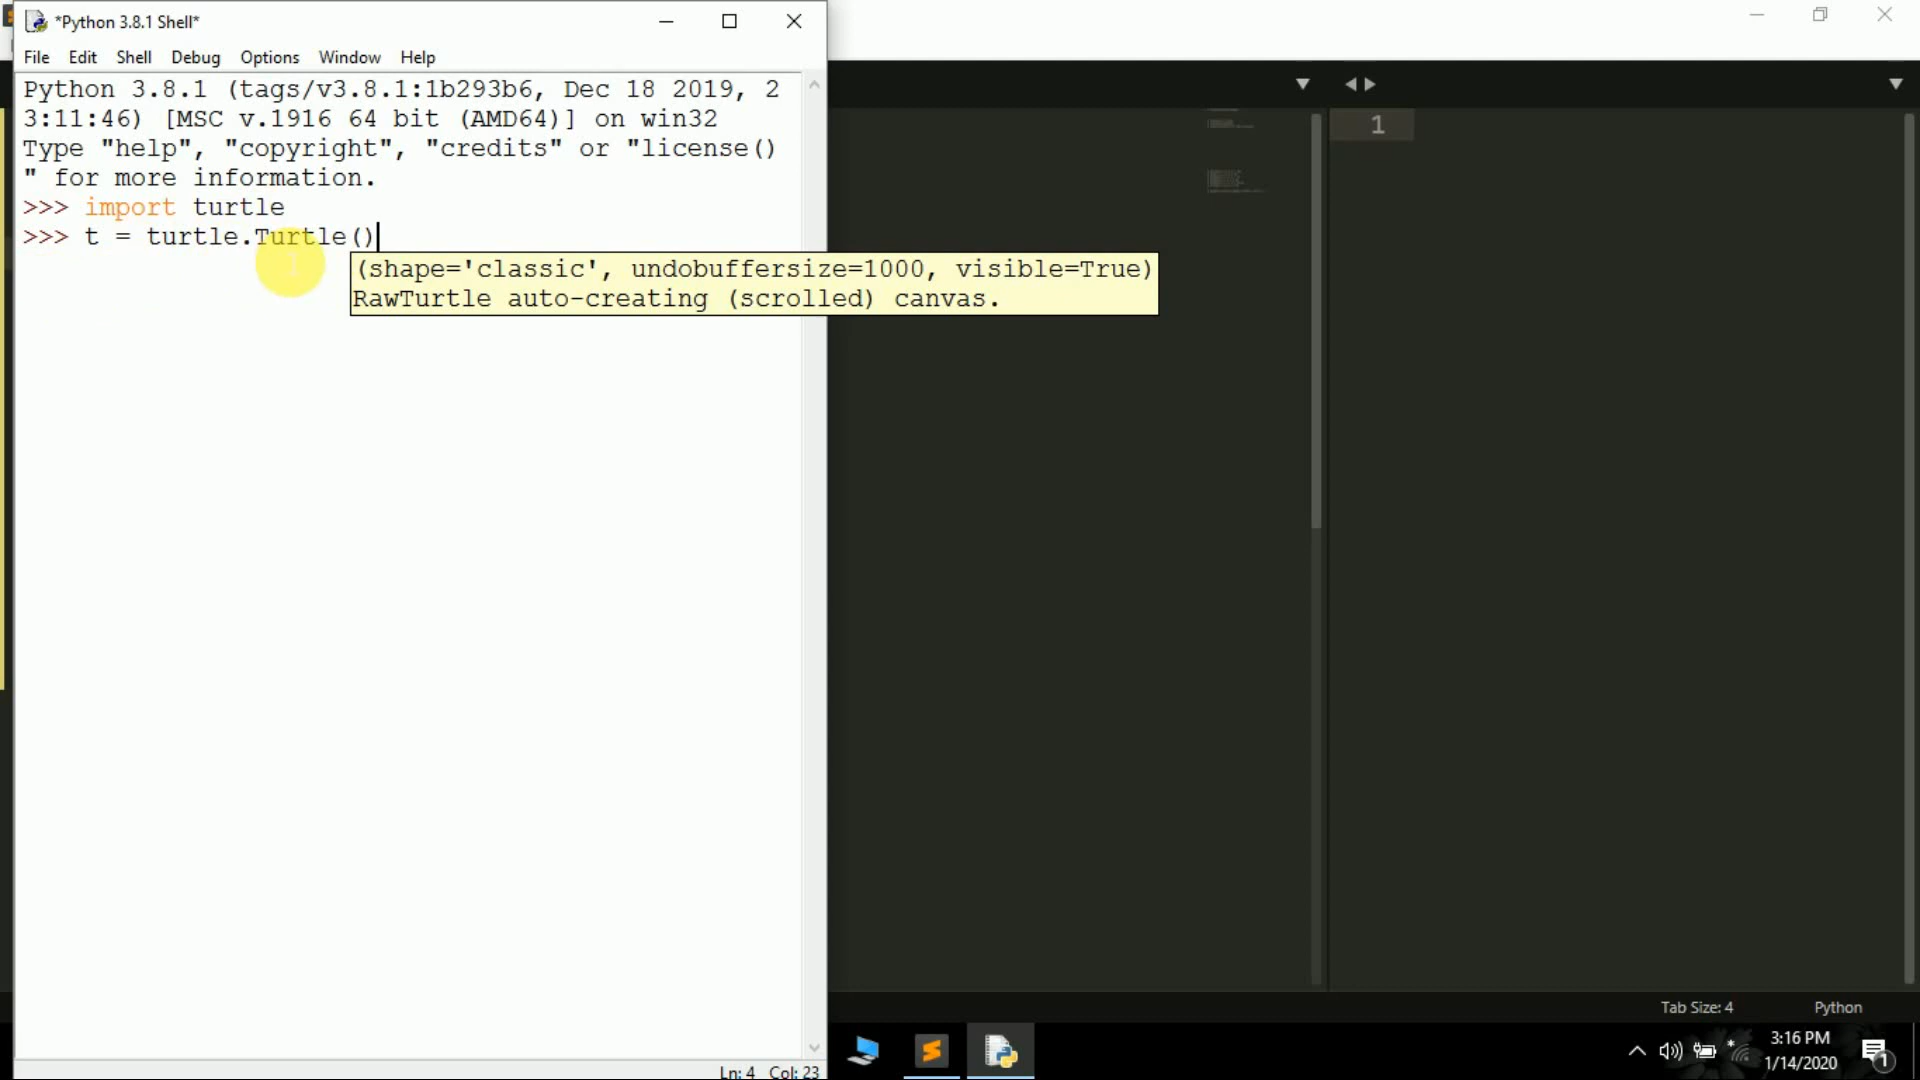 *Python 3.8.1 Shell*
File Edit Shell Debug Options Window Help
Python 3.8.1 (tags/v3.8.1:1b293b6, Dec 18 2019, 2
3:11:46) [MSC v.1916 64 bit (AMD64)] on win32
Type "help", "copyright", "credits" or "license()
" for more information.
>>> import turtle
>>> t = turtle.Turtle()
(shape='classic', undobuffersize=1000, visible=True)
RawTurtle auto-creating (scrolled) canvas.
Ln: 4 Col: 23
1
Tab Size: 4 Python
3:16 PM
1/14/2020
1